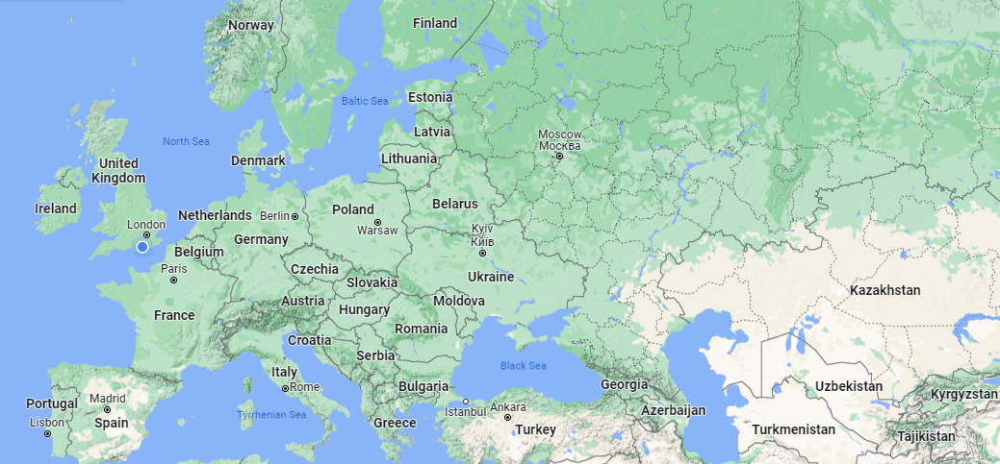 Norway
Finland
Baltic Sea
Estonia
North Sea
Latvia
Moscow
Москва
Denmark
Lithuania
United
Kingdom
Ireland
Netherlands
Berlin
Poland
Belarus
London
Warsaw
Kyiv
Київ
Germany
Belgium
Paris
Czechia
Ukraine
Slovakia
Kazakhstan
Austria
Moldova
Hungary
France
Romania
Croatia
Serbia
Black Sea
Italy
Rome
Bulgaria
Georgia
Uzbekistan
Kyrgyzstan
Portugal
Madrid
Lisbon
Spain
Tyrrhenian Sea
Greece
İstanbul
Ankara
Azerbaijan
Turkey
Turkmenistan
Tajikistan